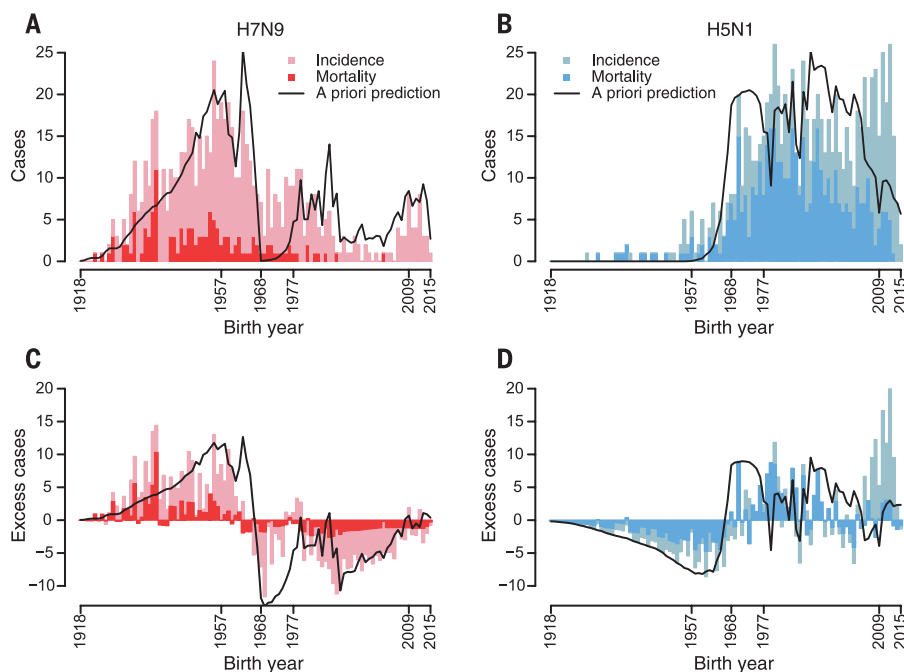 A
H7N9
25
20
15
10
5
0
Cases
Incidence
Mortality
A priori prediction
1918
1957
1968
1977
2009
2015
Birth year
B
H5N1
25
20
15
10
5
0
Cases
Incidence
Mortality
A priori prediction
1918
1957
1968
1977
2009
2015
Birth year
C
20
15
10
5
0
−5
−10
Excess cases
1918
1957
1968
1977
2009
2015
Birth year
D
20
15
10
5
0
−5
−10
Excess cases
1918
1957
1968
1977
2009
2015
Birth year